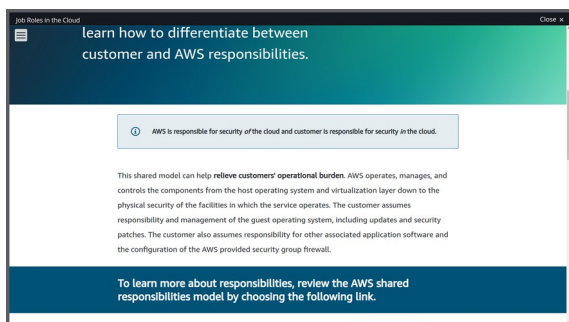 Job Roles in the Cloud
Close ×
learn how to differentiate between
customer and AWS responsibilities.
AWS is responsible for security of the cloud and customer is responsible for security in the cloud.
This shared model can help relieve customers' operational burden. AWS operates, manages, and
controls the components from the host operating system and virtualization layer down to the
physical security of the facilities in which the service operates. The customer assumes
responsibility and management of the guest operating system, including updates and security
patches. The customer also assumes responsibility for other associated application software and
the configuration of the AWS provided security group firewall.
To learn more about responsibilities, review the AWS shared
responsibilities model by choosing the following link.